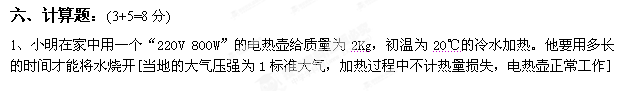 六、计算题：(3+5=8 分)
1、小明在家中用一个“220V 800W”的电热壶给质量为 2Kg，初温为 20℃的冷水加热。他要用多长
的时间才能将水烧开[当地的大气压强为 1 标准大气，加热过程中不计热量损失，电热壶正常工作]